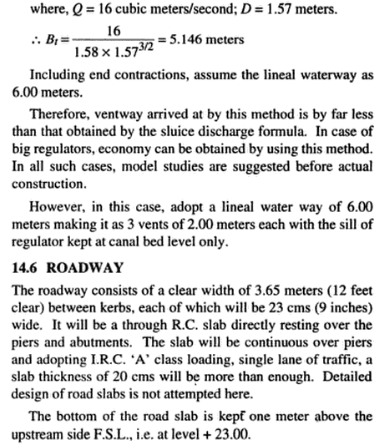 where, Q = 16 cubic meters/second; D = 1.57 meters.
∴ Bₜ = 16 / 1.58 × 1.57^3/2 = 5.146 meters
Including end contractions, assume the lineal waterway as
6.00 meters.
Therefore, ventway arrived at by this method is by far less
than that obtained by the sluice discharge formula. In case of
big regulators, economy can be obtained by using this method.
In all such cases, model studies are suggested before actual
construction.
However, in this case, adopt a lineal water way of 6.00
meters making it as 3 vents of 2.00 meters each with the sill of
regulator kept at canal bed level only.
14.6 ROADWAY
The roadway consists of a clear width of 3.65 meters (12 feet
clear) between kerbs, each of which will be 23 cms (9 inches)
wide. It will be a through R.C. slab directly resting over the
piers and abutments. The slab will be continuous over piers
and adopting I.R.C. 'A' class loading, single lane of traffic, a
slab thickness of 20 cms will be more than enough. Detailed
design of road slabs is not attempted here.
The bottom of the road slab is kept one meter above the
upstream side F.S.L., i.e. at level + 23.00.